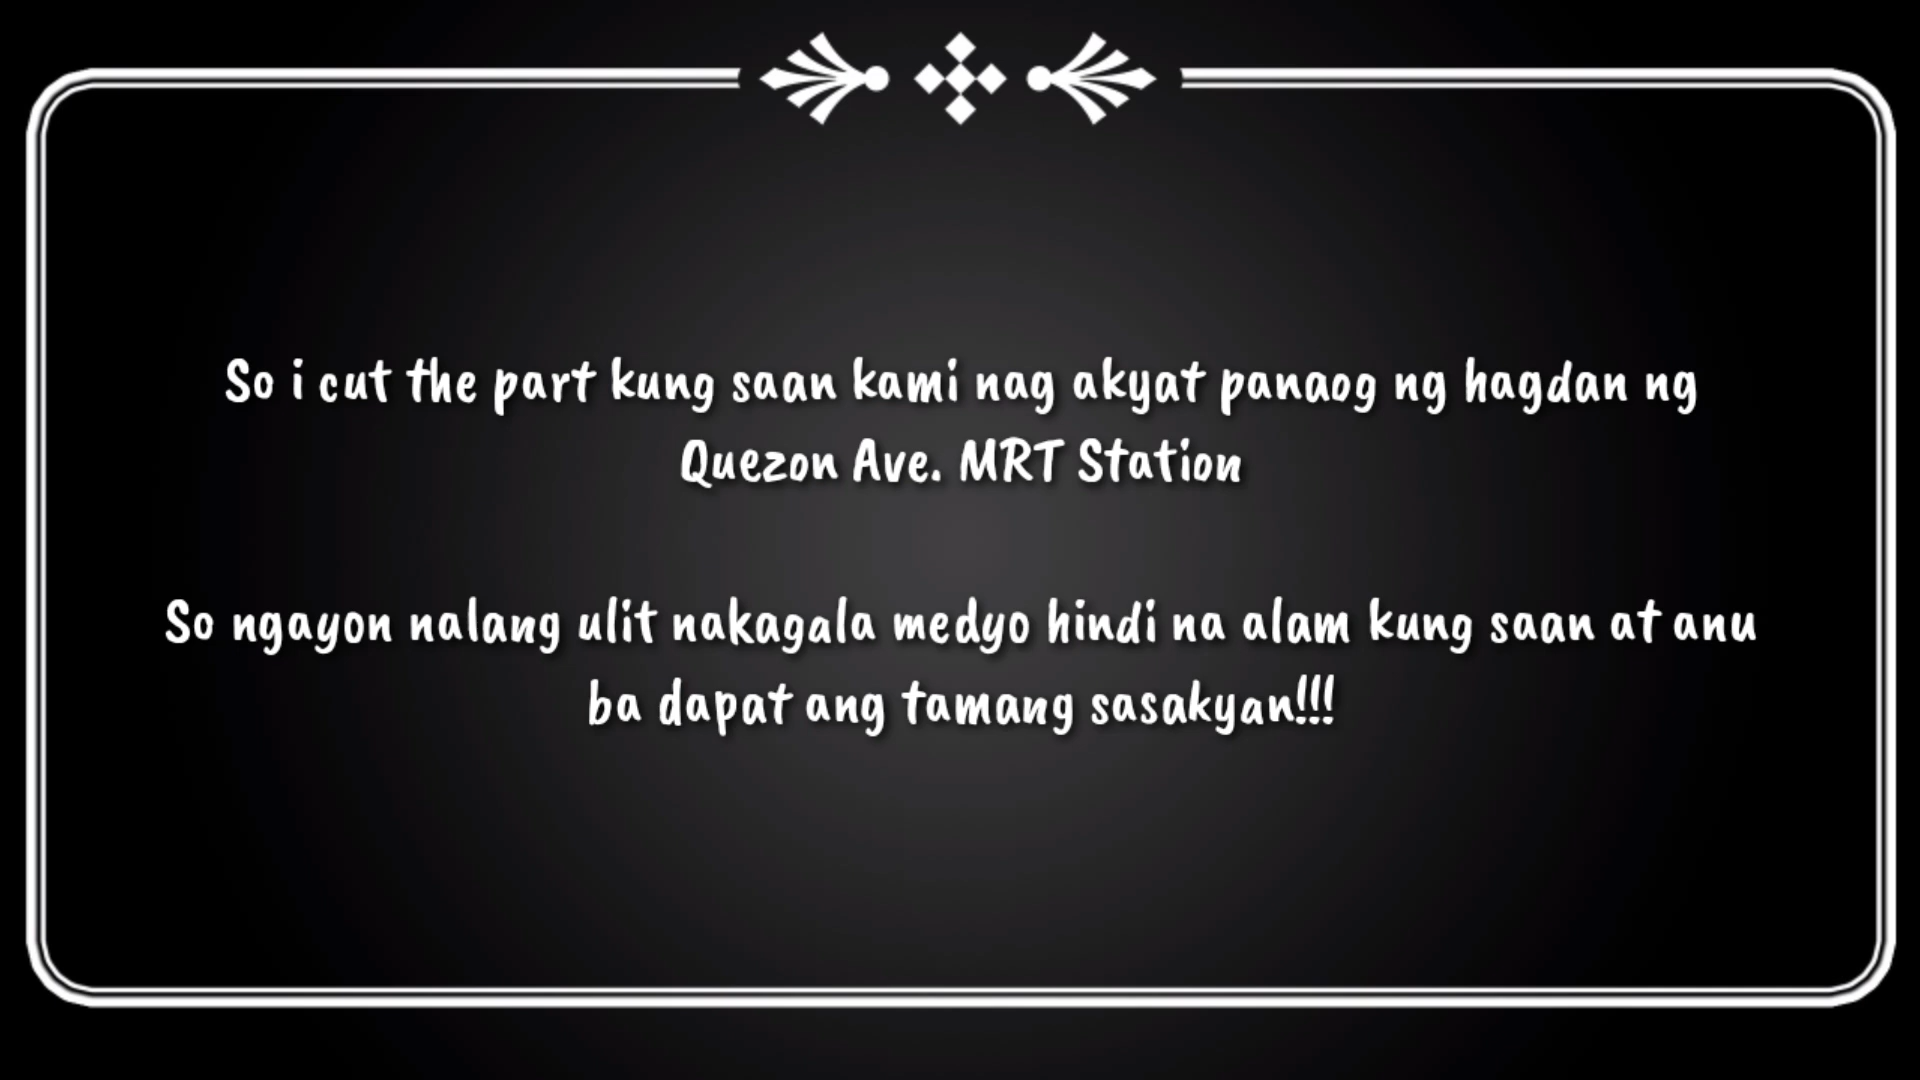 So i cut the part kung saan kami nag akyat panaog ng hagdan ng
Quezon Ave. MRT Station
So ngayon nalang ulit nakagala medyo hindi na alam kung saan at anu
ba dapat ang tamang sasakyan!!!